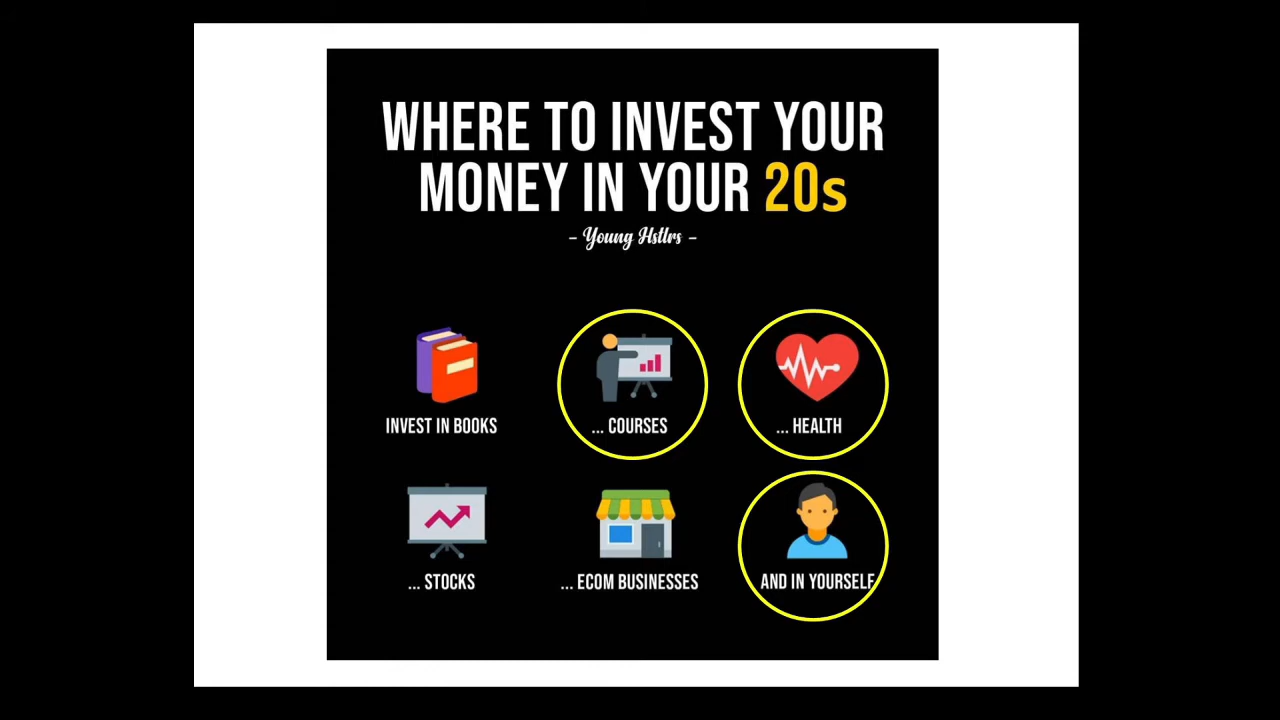 WHERE TO INVEST YOUR
MONEY IN YOUR 20s
- Young Hstlrs -
INVEST IN BOOKS
... COURSES
... HEALTH
... STOCKS
... ECOM BUSINESSES
AND IN YOURSELF